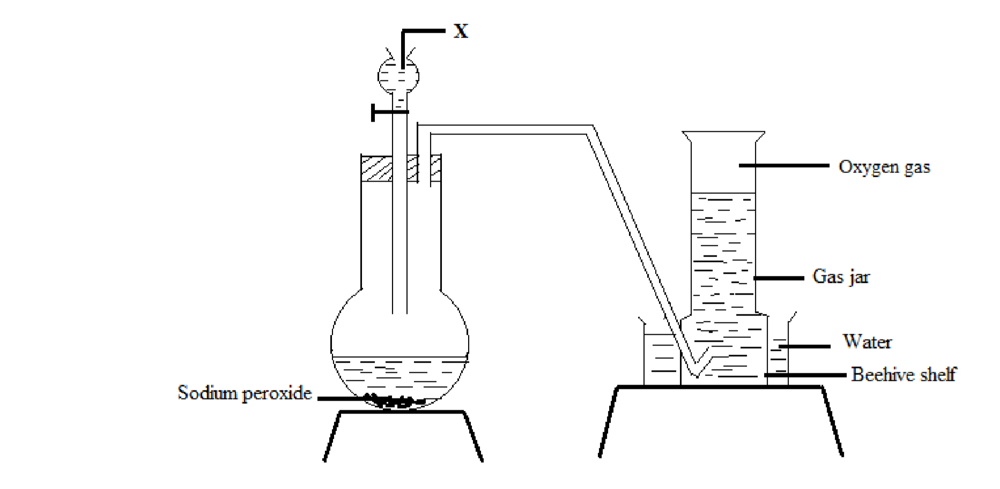 X
Oxygen gas
Gas jar
Water
Beehive shelf
Sodium peroxide